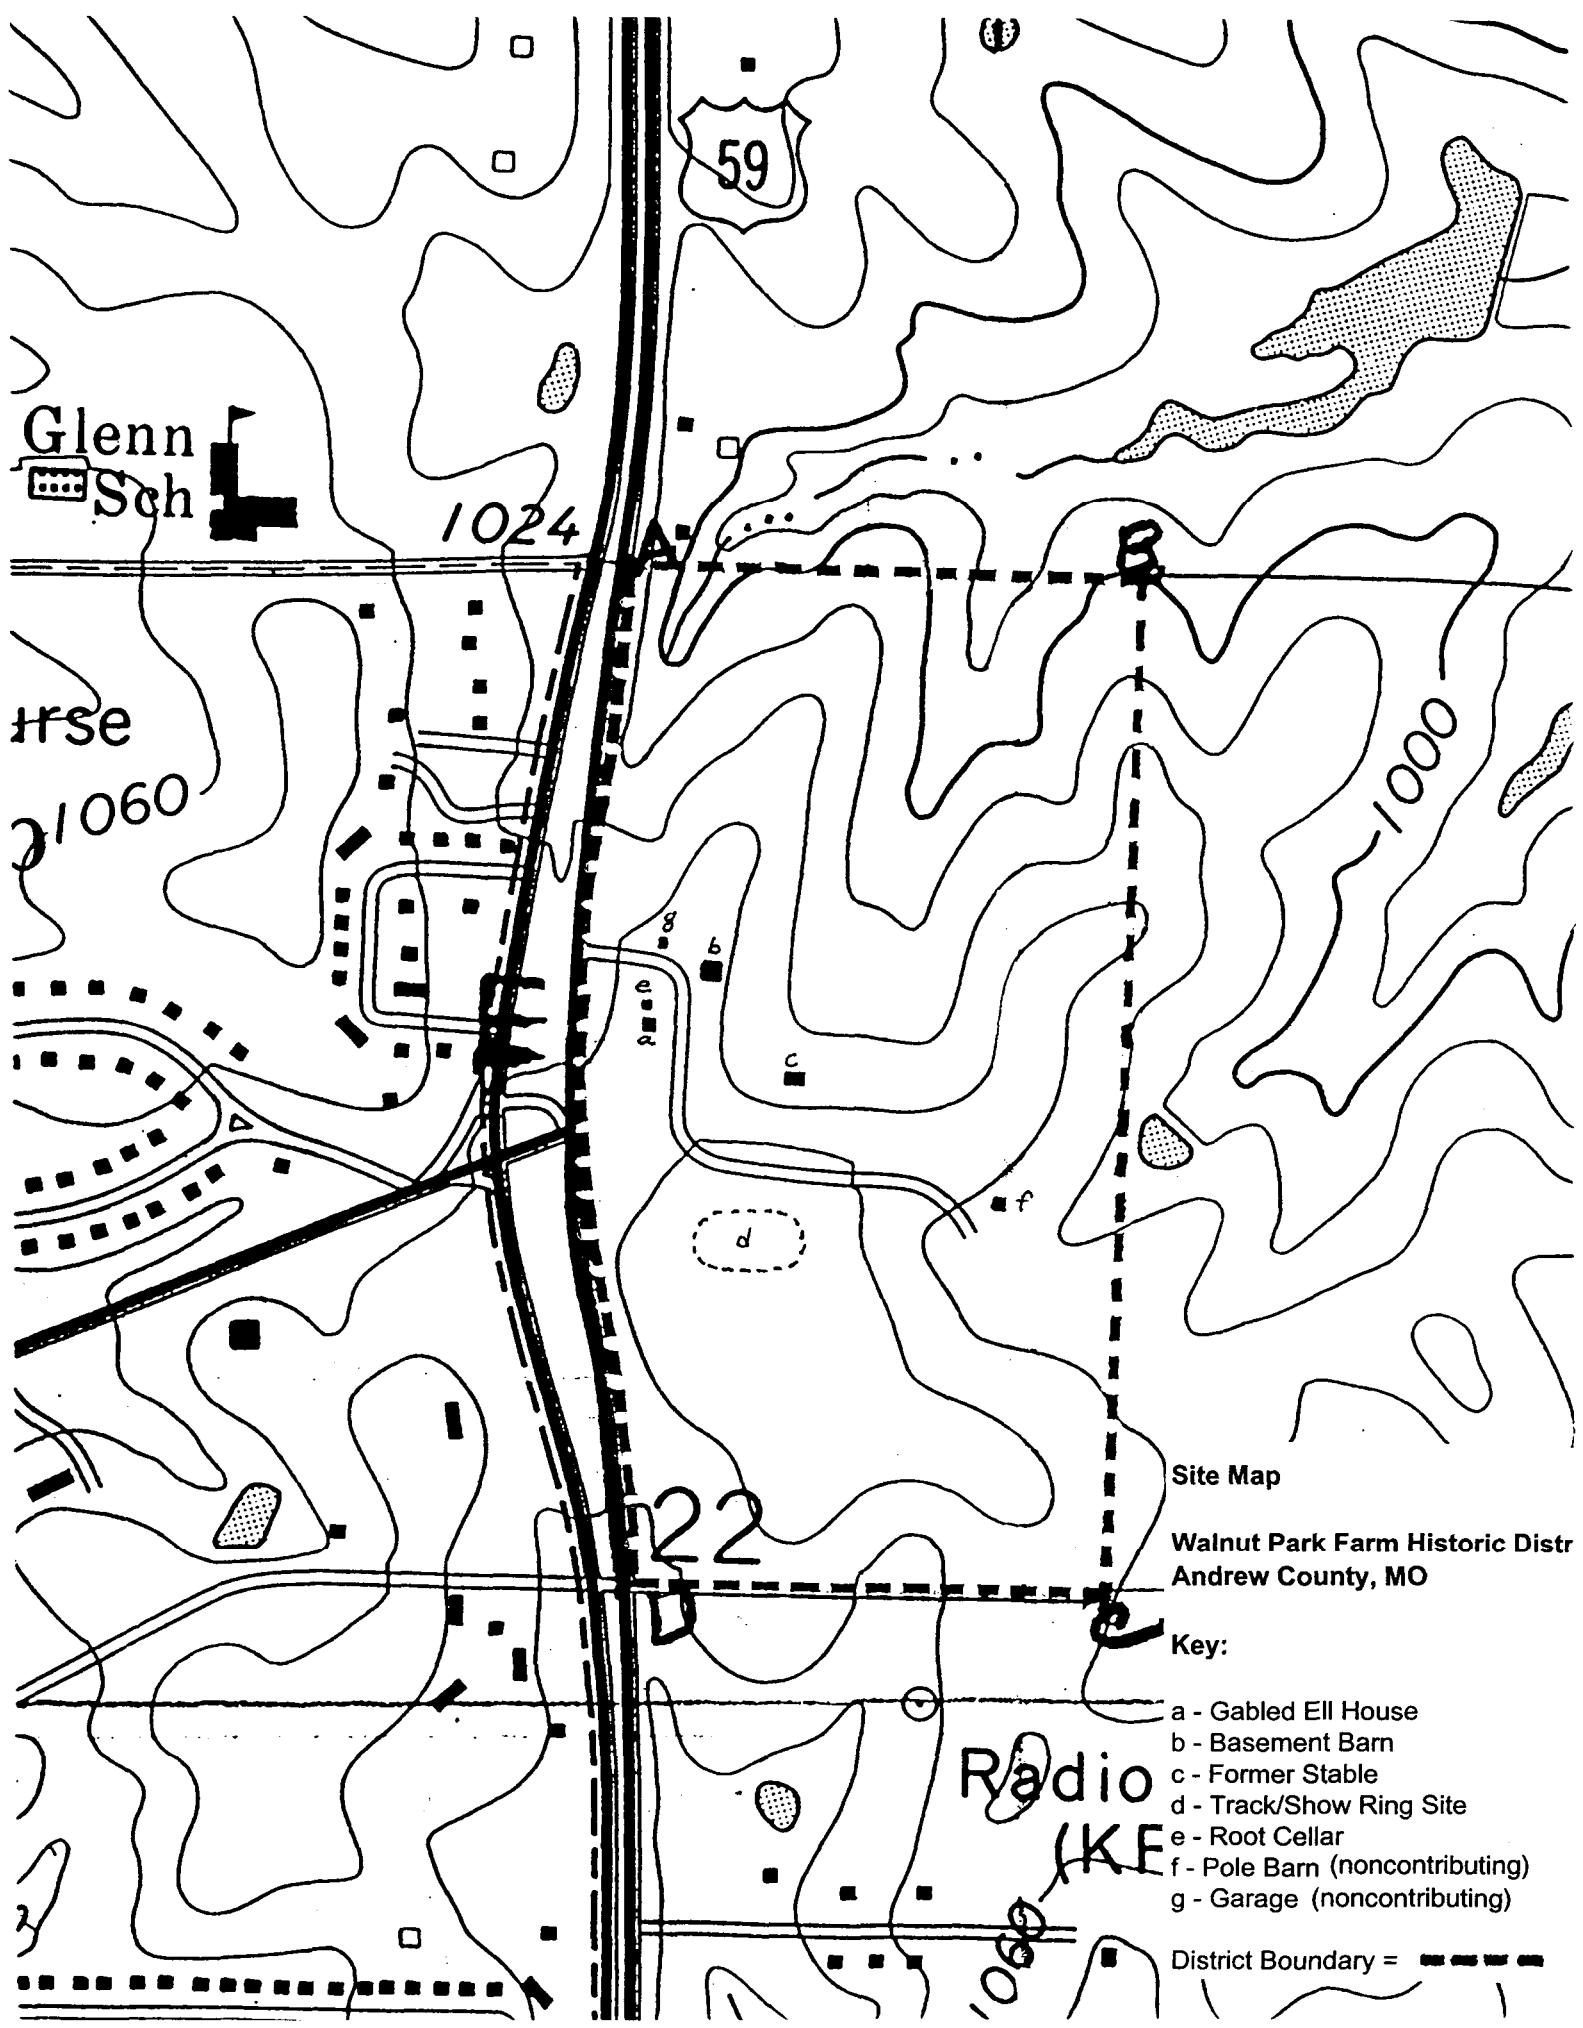 59
Glenn
Sch
1024
A
B
urse
1060
1000
g
b
e
a
c
f
d
22
D
C
Site Map
Walnut Park Farm Historic Distr
Andrew County, MO
Key:
a - Gabled Ell House
b - Basement Barn
c - Former Stable
d - Track/Show Ring Site
e - Root Cellar
f - Pole Barn (noncontributing)
g - Garage (noncontributing)
District Boundary =
Radio
(KF
1060